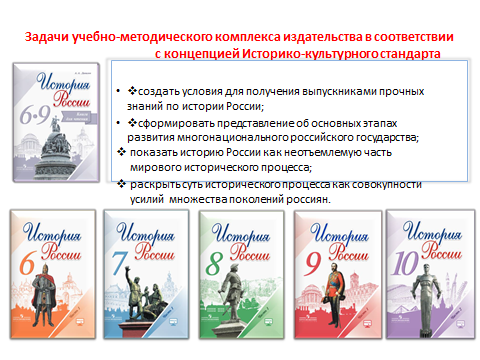 Задачи учебно-методического комплекса издательства в соответствии
с концепцией Историко-культурного стандарта
История
России
6-9
• ❖создать условия для получения выпускниками прочных
знаний по истории России;
• ❖сформировать представление об основных этапах
развития многонационального российского государства;
❖ показать историю России как неотъемлемую часть
мирового исторического процесса;
❖ раскрыть суть исторического процесса как совокупности
усилий множества поколений россиян.
История
России
6
История
России
7
История
России
8
История
России
9
История
России
10